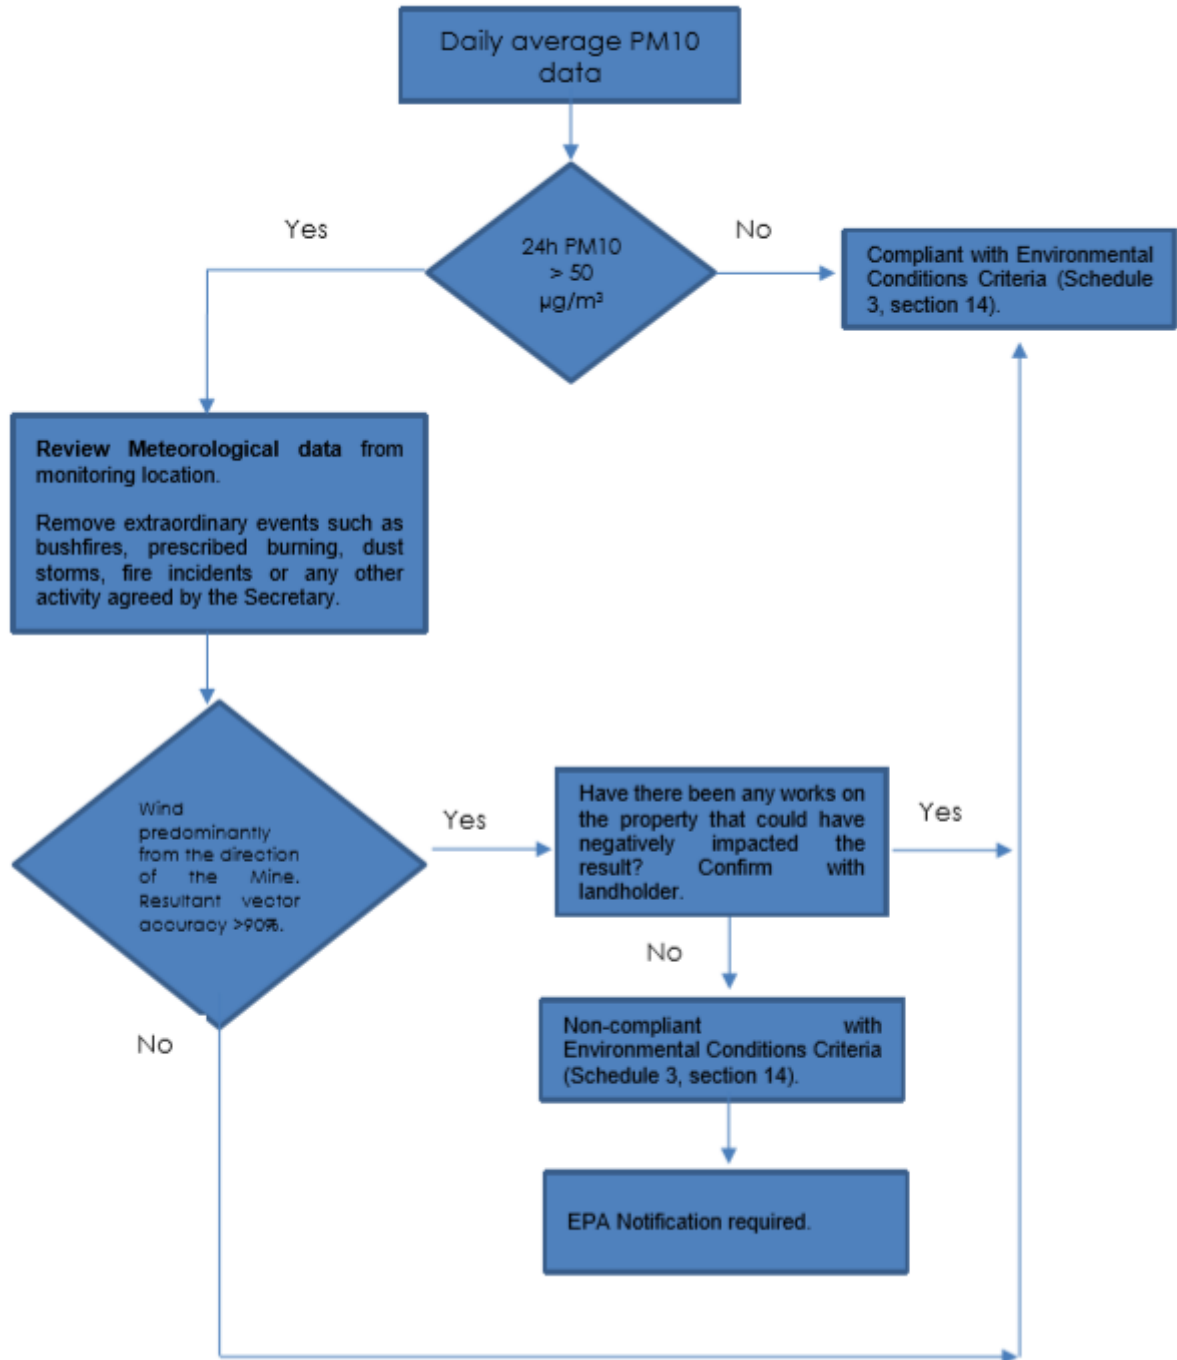 Daily average PM10
data
Yes
No
24h PM10
> 50
µg/m³
Compliant with Environmental
Conditions Criteria (Schedule
3, section 14).
Review Meteorological data from
monitoring location.
Remove extraordinary events such as
bushfires, prescribed burning, dust
storms, fire incidents or any other
activity agreed by the Secretary.
Wind
predominantly
from the direction
of the Mine.
Resultant vector
accuracy >90%.
Yes
Have there been any works on
the property that could have
negatively impacted the
result? Confirm with
landholder.
Yes
No
No
Non-compliant with
Environmental Conditions Criteria
(Schedule 3, section 14).
EPA Notification required.